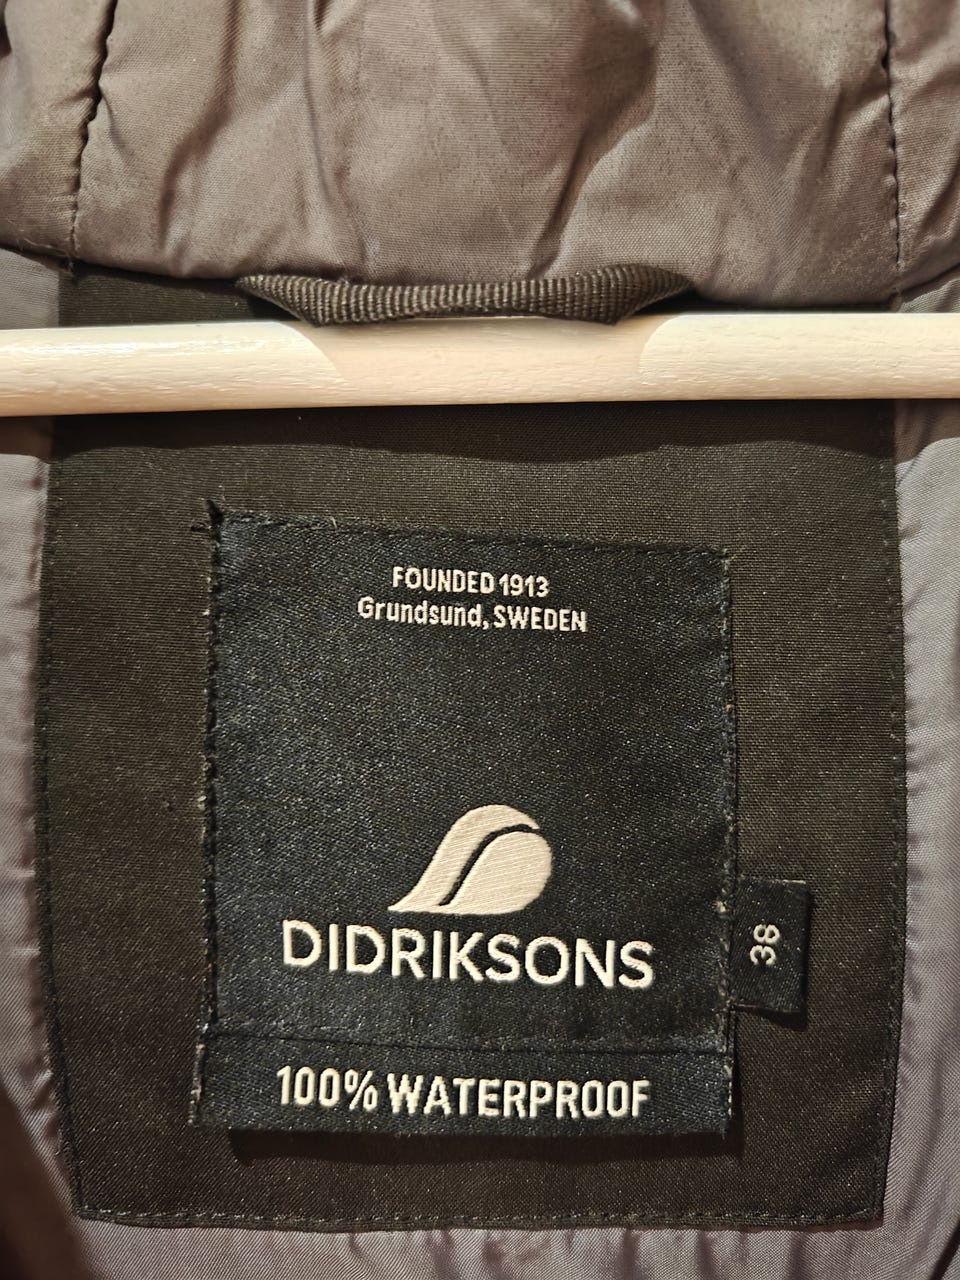 FOUNDED 1913
Grundsund, SWEDEN
DIDRIKSONS
38
100% WATERPROOF